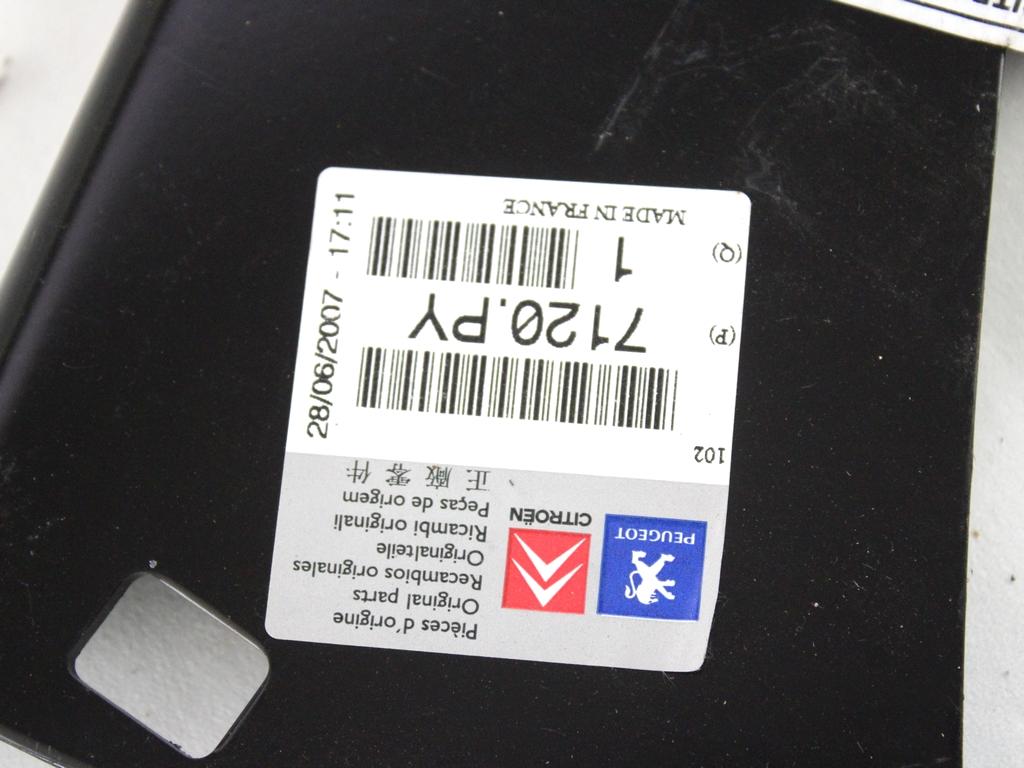 PEUGEOT
CITROËN
Pièces d'origine
Original parts
Recambios originales
Originalteile
Ricambi originali
Peças de origem
正廠零件
102
(P) 7120.PY
(Q) 1
MADE IN FRANCE
28/06/2007 - 17:11